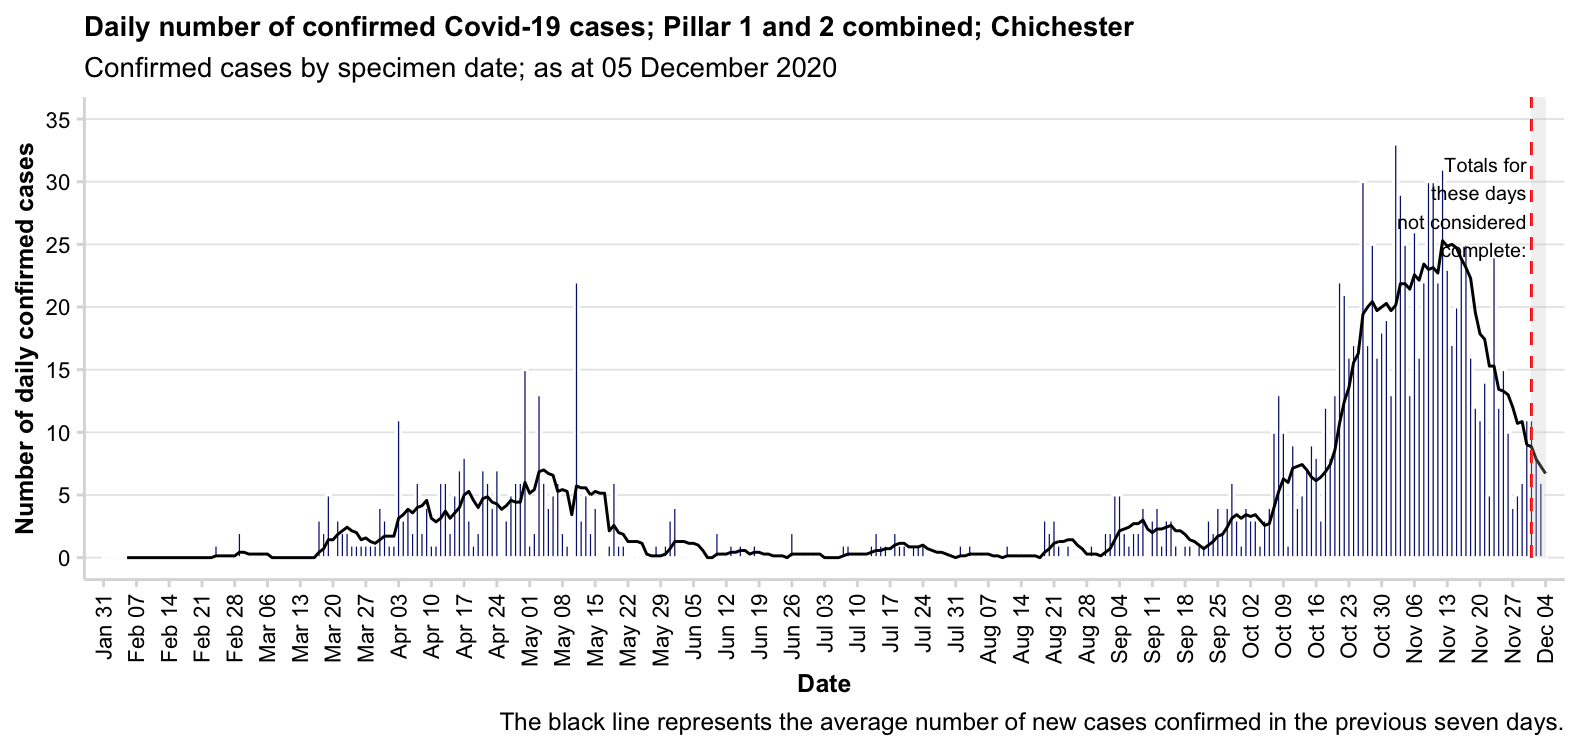 Daily number of confirmed Covid-19 cases; Pillar 1 and 2 combined; Chichester
Confirmed cases by specimen date; as at 05 December 2020
Number of daily confirmed cases
35
30
25
20
15
10
5
0
Totals for
these days
not considered
complete:
Jan 31
Feb 07
Feb 14
Feb 21
Feb 28
Mar 06
Mar 13
Mar 20
Mar 27
Apr 03
Apr 10
Apr 17
Apr 24
May 01
May 08
May 15
May 22
May 29
Jun 05
Jun 12
Jun 19
Jun 26
Jul 03
Jul 10
Jul 17
Jul 24
Jul 31
Aug 07
Aug 14
Aug 21
Aug 28
Sep 04
Sep 11
Sep 18
Sep 25
Oct 02
Oct 09
Oct 16
Oct 23
Oct 30
Nov 06
Nov 13
Nov 20
Nov 27
Dec 04
Date
The black line represents the average number of new cases confirmed in the previous seven days.